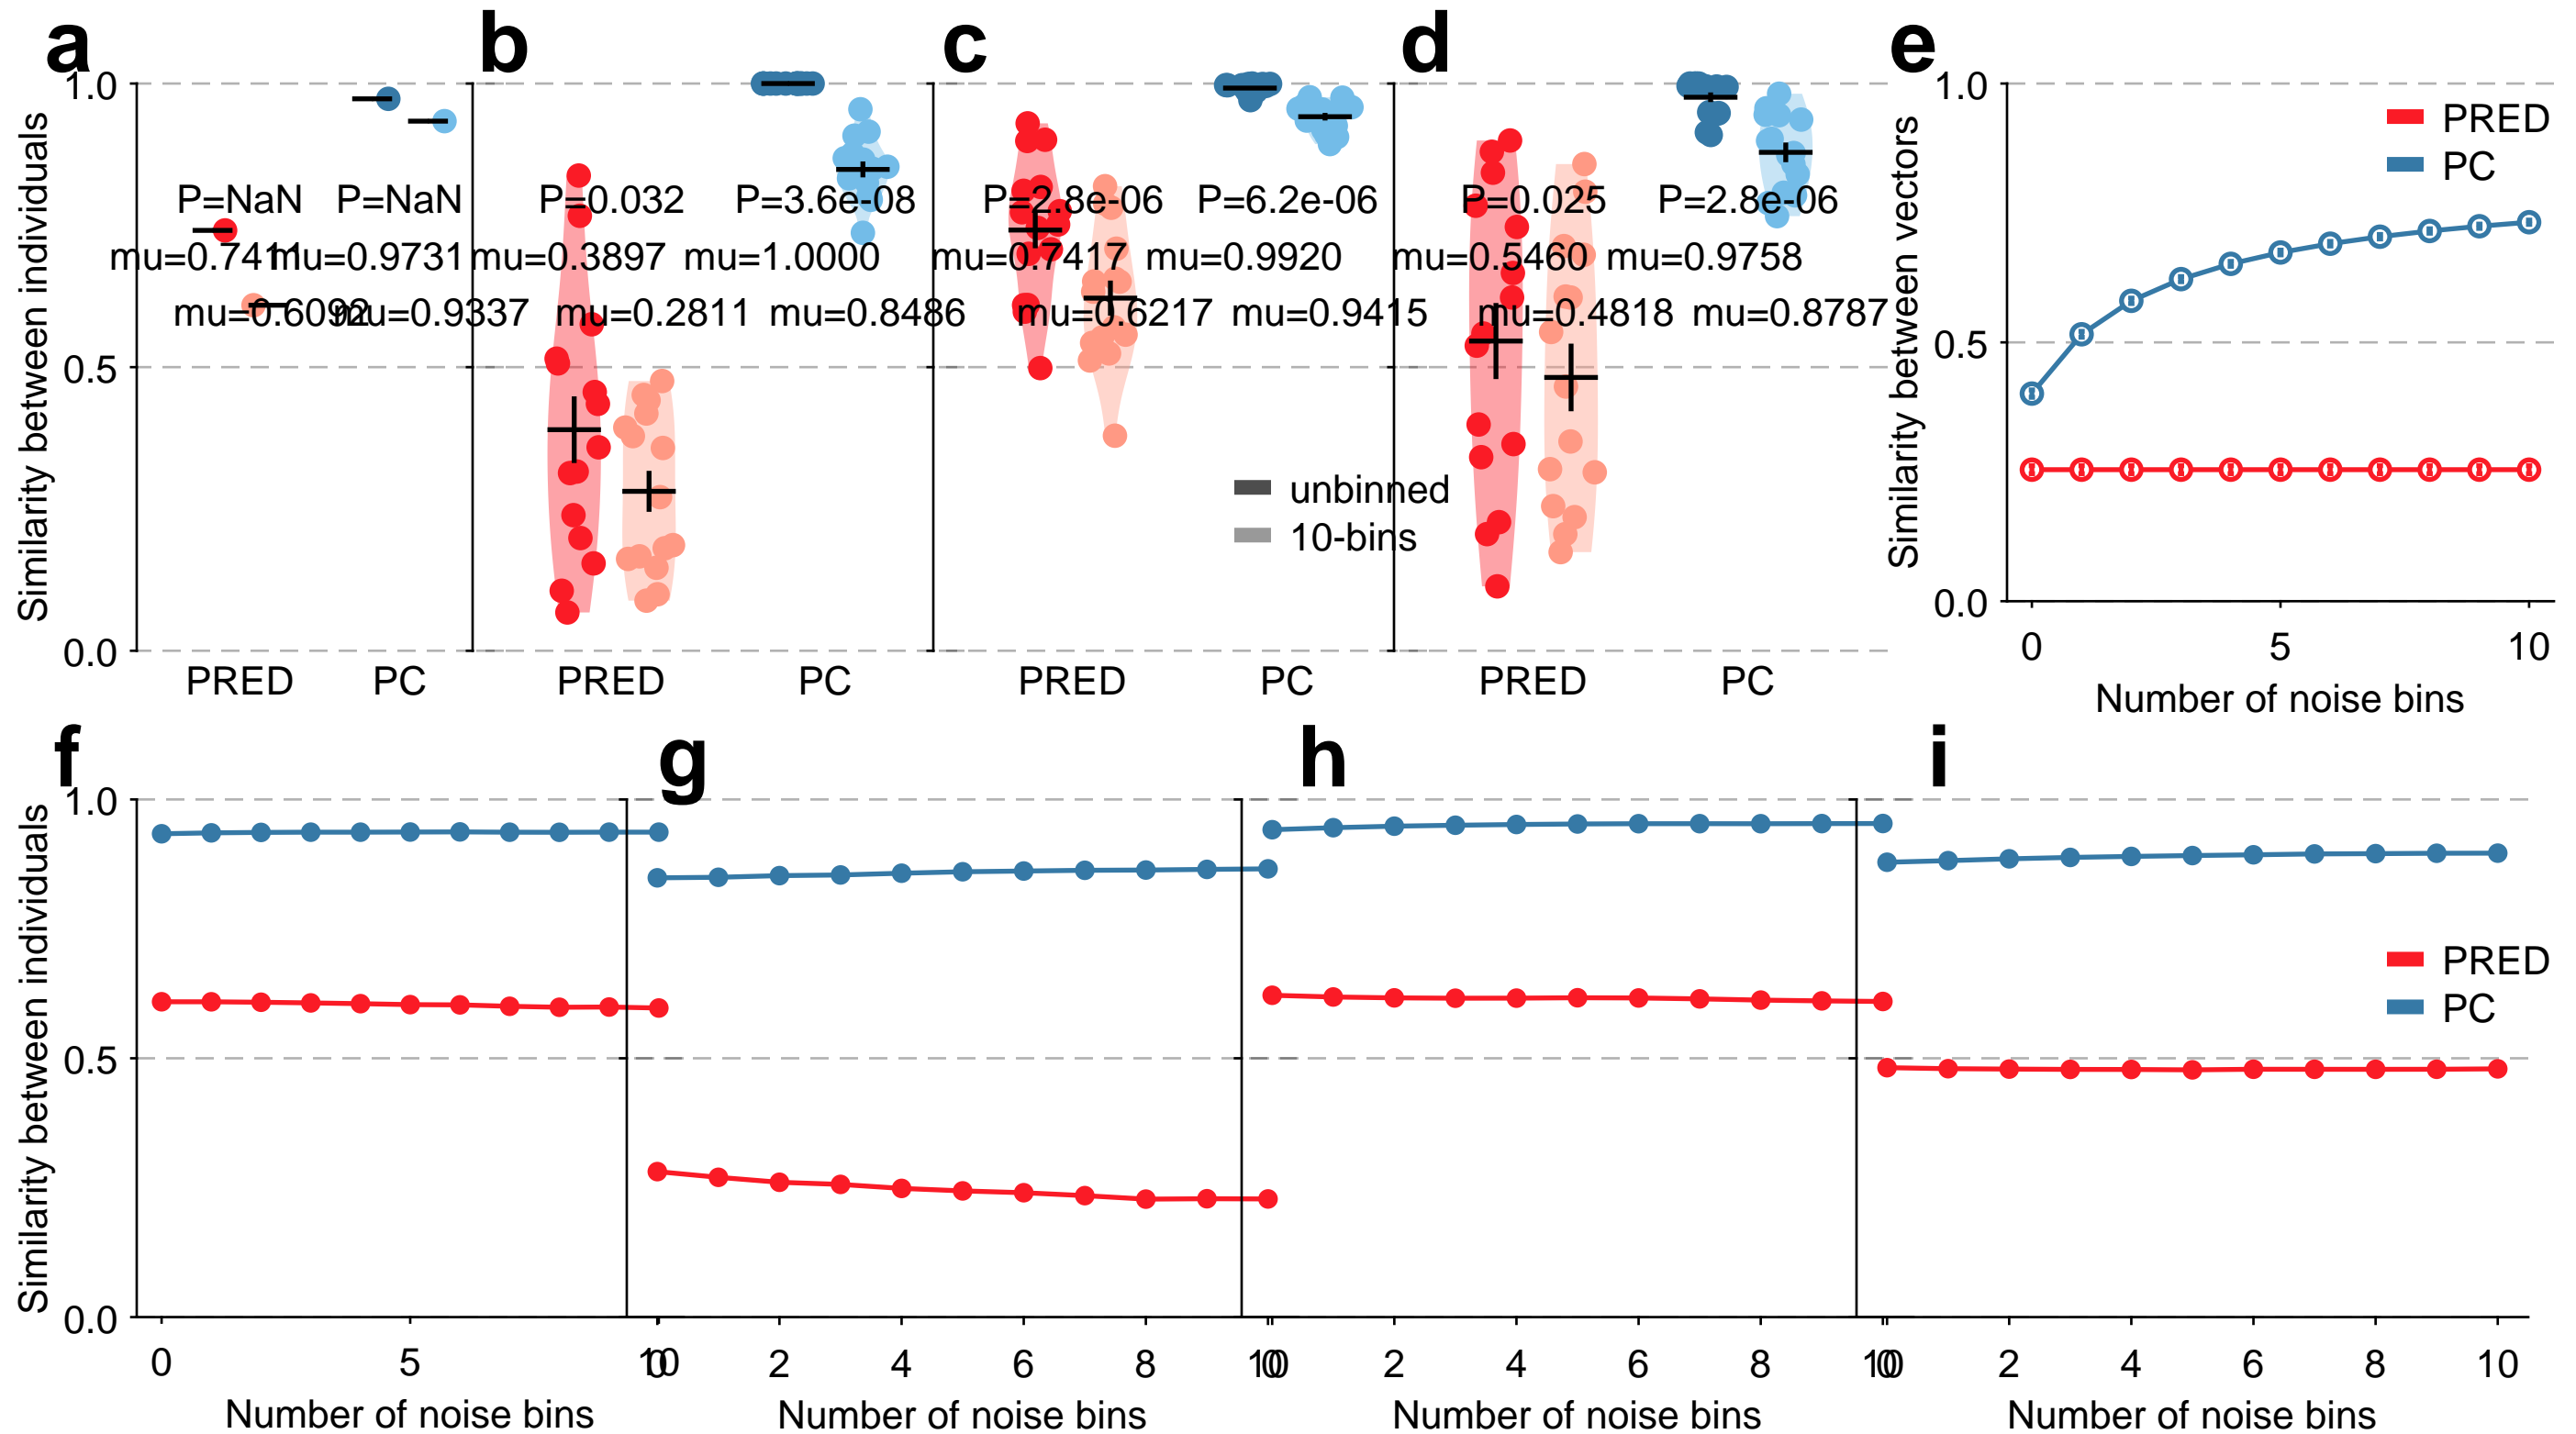 a
b
c
d
e
Similarity between individuals
1.0
0.5
0.0
P=NaN
P=NaN
mu=0.7411
mu=0.9731
mu=0.6092
mu=0.9337
PRED
PC
P=0.032
P=3.6e-08
mu=0.3897
mu=1.0000
mu=0.2811
mu=0.8486
PRED
PC
P=2.8e-06
P=6.2e-06
mu=0.7417
mu=0.9920
mu=0.6217
mu=0.9415
unbinned
10-bins
PRED
PC
P=0.025
P=2.8e-06
mu=0.5460
mu=0.9758
mu=0.4818
mu=0.8787
PRED
PC
Similarity between vectors
1.0
0.5
0.0
PRED
PC
0
5
10
Number of noise bins
f
g
h
i
Similarity between individuals
1.0
0.5
0.0
0
5
10
Number of noise bins
0
2
4
6
8
10
Number of noise bins
0
2
4
6
8
10
Number of noise bins
PRED
PC
0
2
4
6
8
10
Number of noise bins